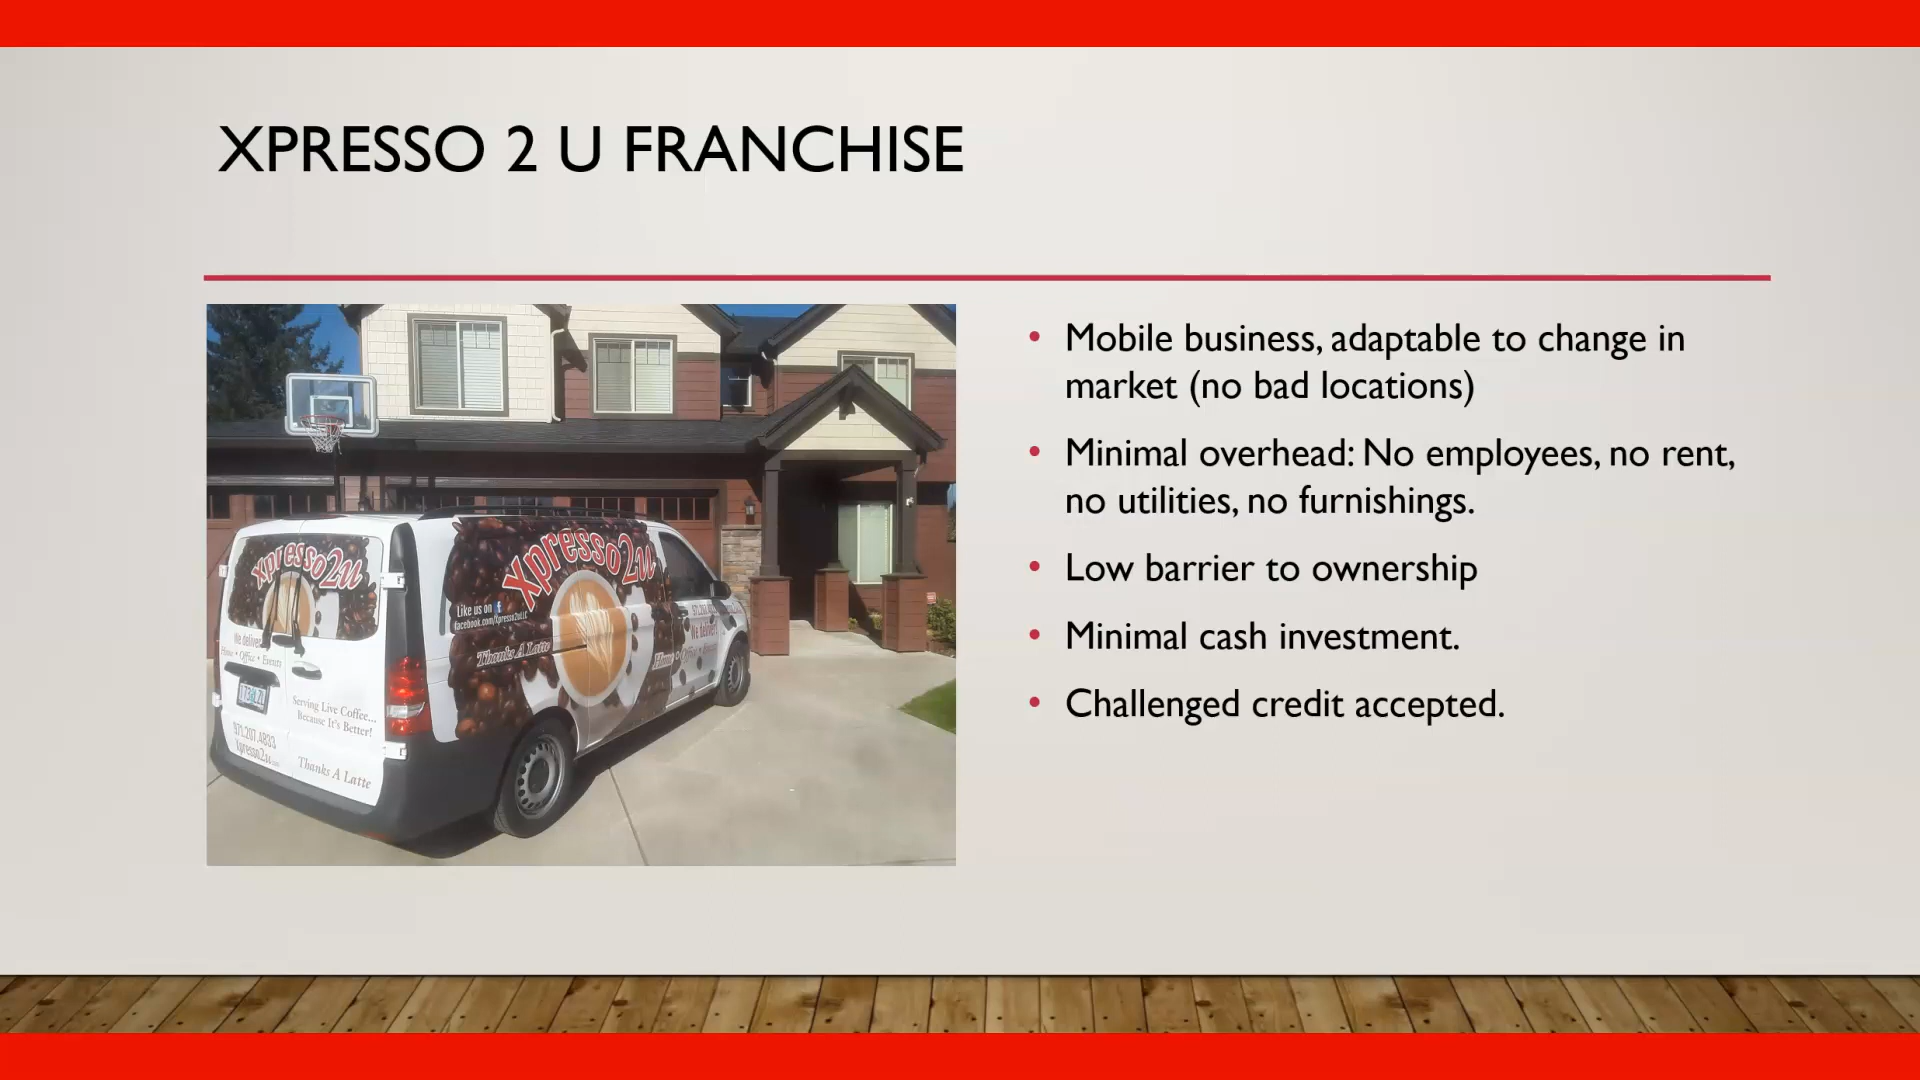 XPRESSO 2 U FRANCHISE
• Mobile business, adaptable to change in
market (no bad locations)
• Minimal overhead: No employees, no rent,
no utilities, no furnishings.
• Low barrier to ownership
• Minimal cash investment.
• Challenged credit accepted.
Xpresso2u
We deliver
Home • Office • Events
Serving Live Coffee...
Because It's Better!
971.207.4833
Xpresso2u
Thanks A Latte
Xpresso2u
Like us on f
facebook.com/Xpresso2uLLC
Thanks A Latte
We deliver!